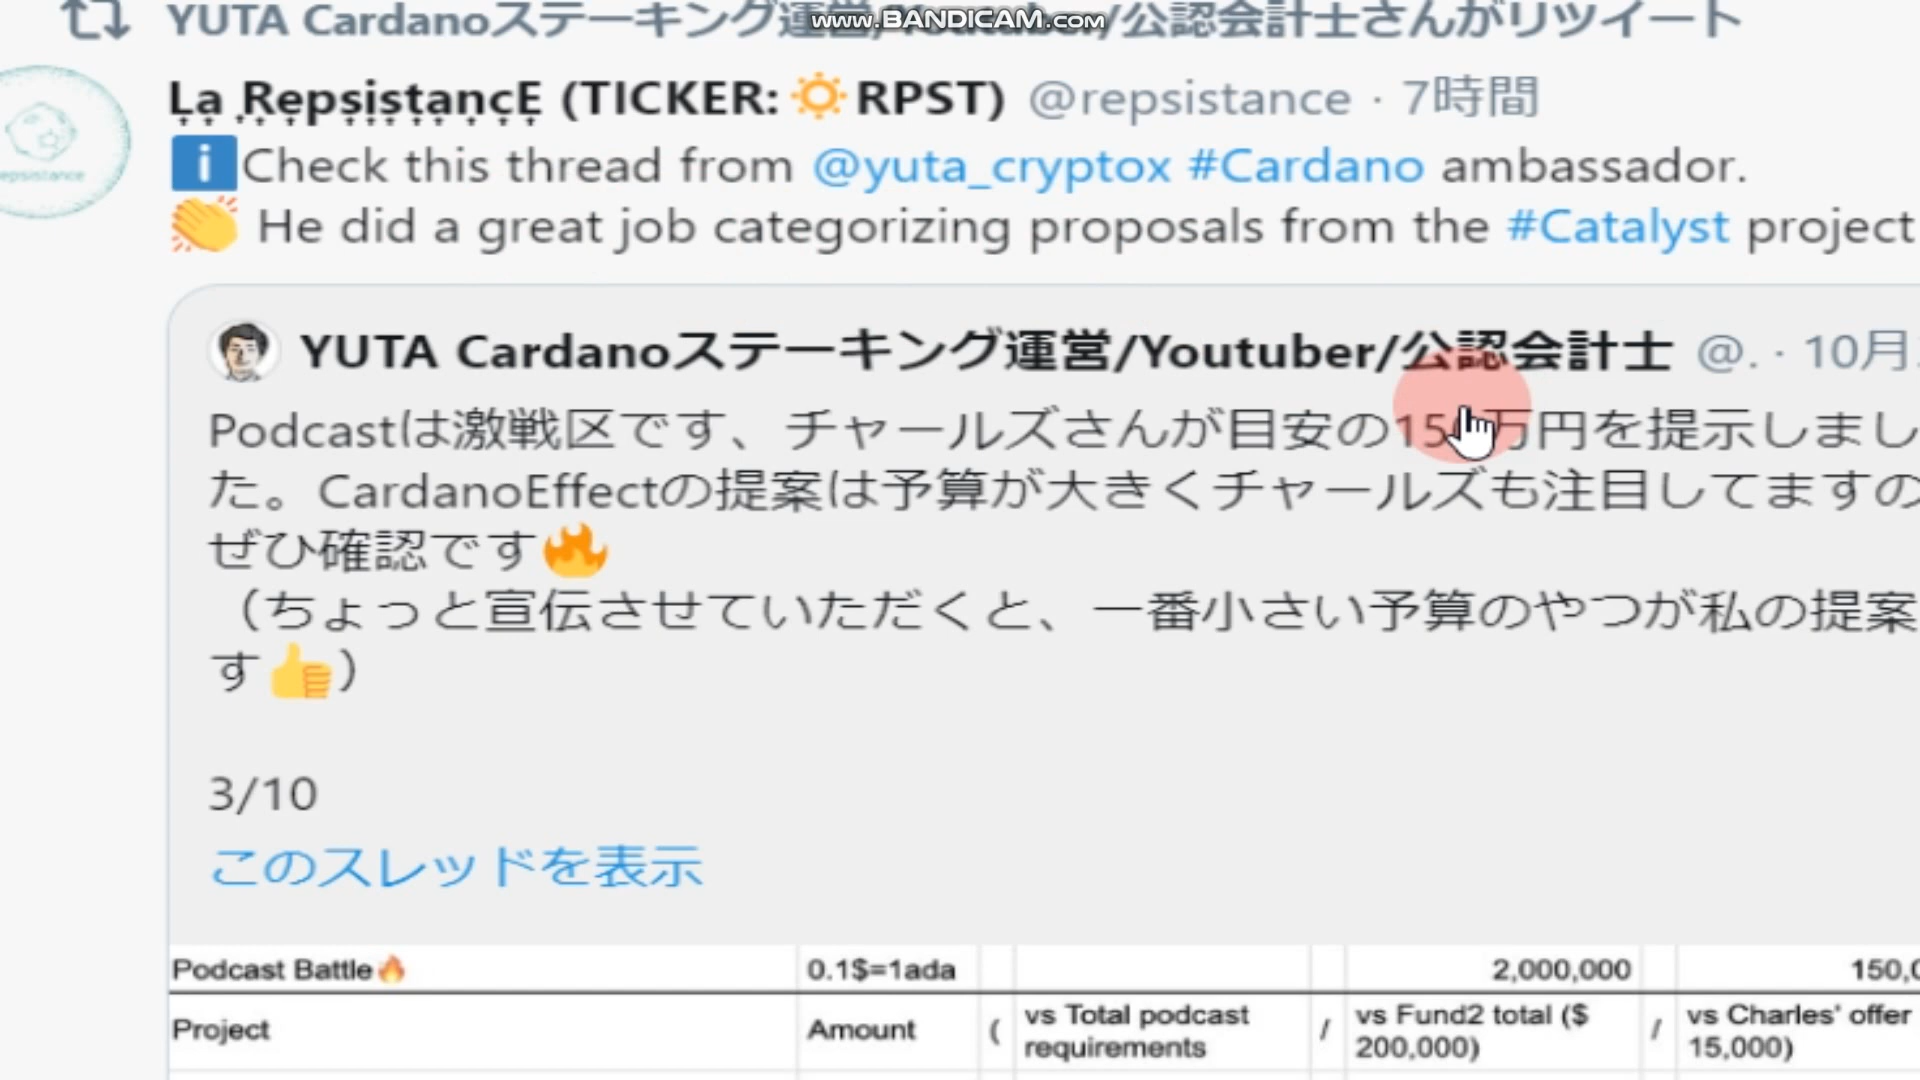 YUTA Cardanoステーキング運営/Youtuber/公認会計士さんがリツイート
www.BANDICAM.com
La RepsistancE (TICKER: RPST) @repsistance · 7時間
Check this thread from @yuta_cryptox #Cardano ambassador.
He did a great job categorizing proposals from the #Catalyst project
epsistance
YUTA Cardanoステーキング運営/Youtuber/公認会計士 @. · 10月
Podcastは激戦区です、チャールズさんが目安の150万円を提示しまし
た。CardanoEffectの提案は予算が大きくチャールズも注目してますの
ぜひ確認です🔥
（ちょっと宣伝させていただくと、一番小さい予算のやつが私の提案
す👍）
3/10
このスレッドを表示
Podcast Battle🔥 0.1$=1ada 2,000,000 150,0
Project Amount ( vs Total podcast requirements / vs Fund2 total ($ 200,000) / vs Charles' offer 15,000)